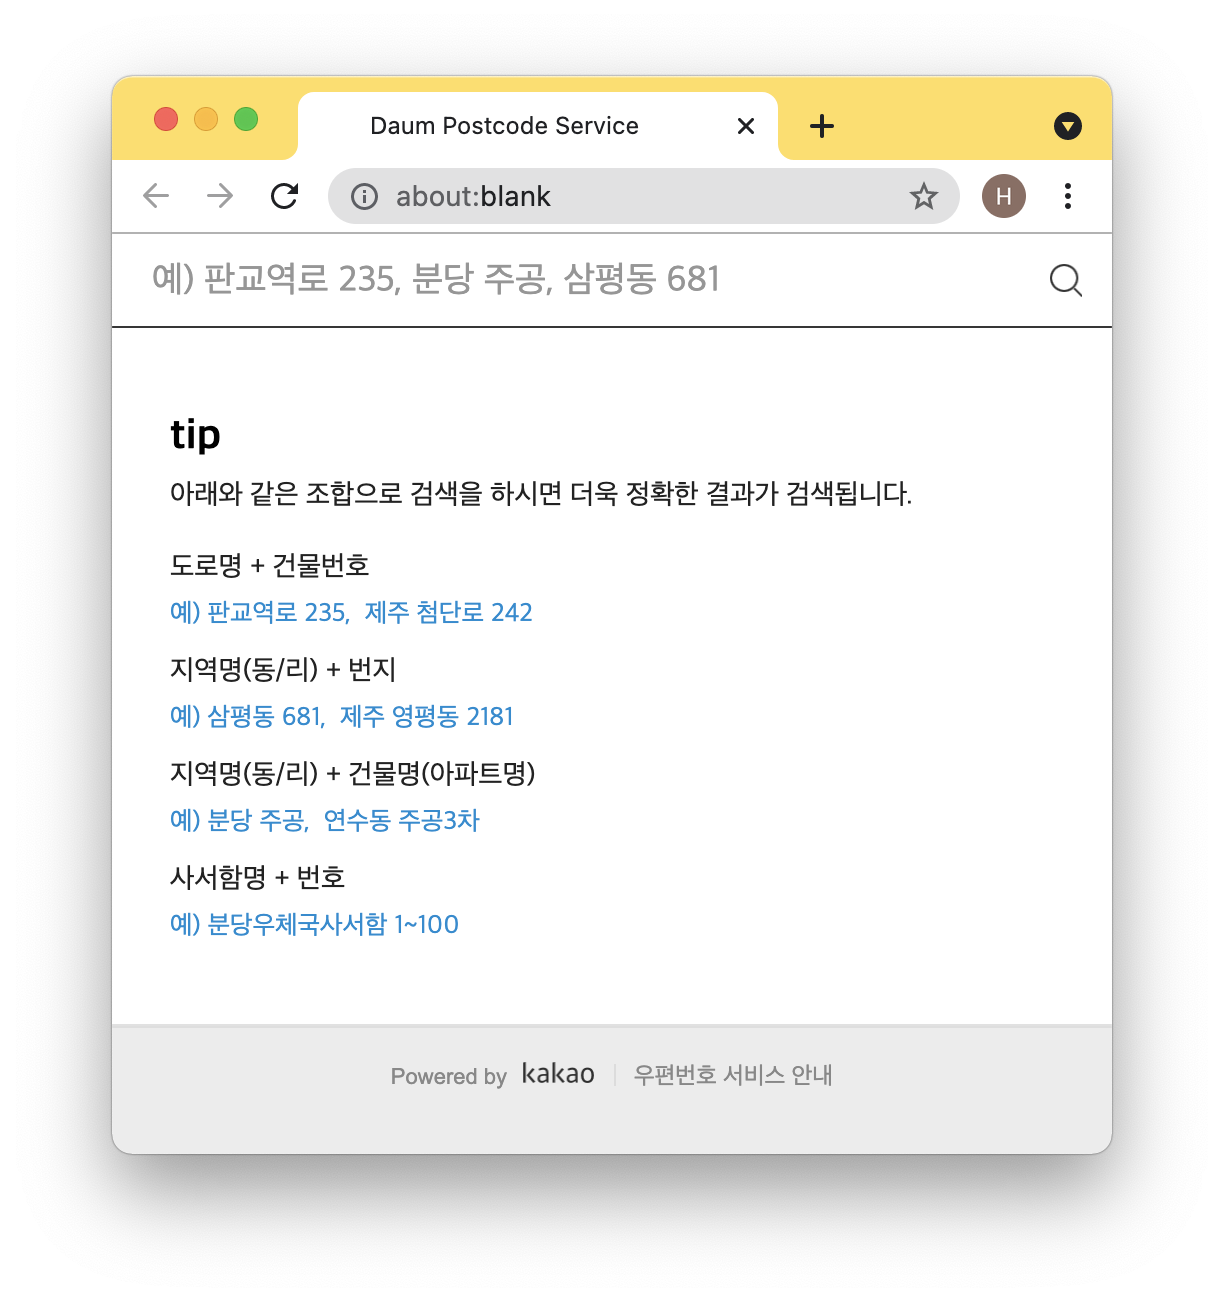 Daum Postcode Service
about:blank
H
예) 판교역로 235, 분당 주공, 삼평동 681
tip
아래와 같은 조합으로 검색을 하시면 더욱 정확한 결과가 검색됩니다.
도로명 + 건물번호
예) 판교역로 235, 제주 첨단로 242
지역명(동/리) + 번지
예) 삼평동 681, 제주 영평동 2181
지역명(동/리) + 건물명(아파트명)
예) 분당 주공, 연수동 주공3차
사서함명 + 번호
예) 분당우체국사서함 1~100
Powered by kakao 우편번호 서비스 안내